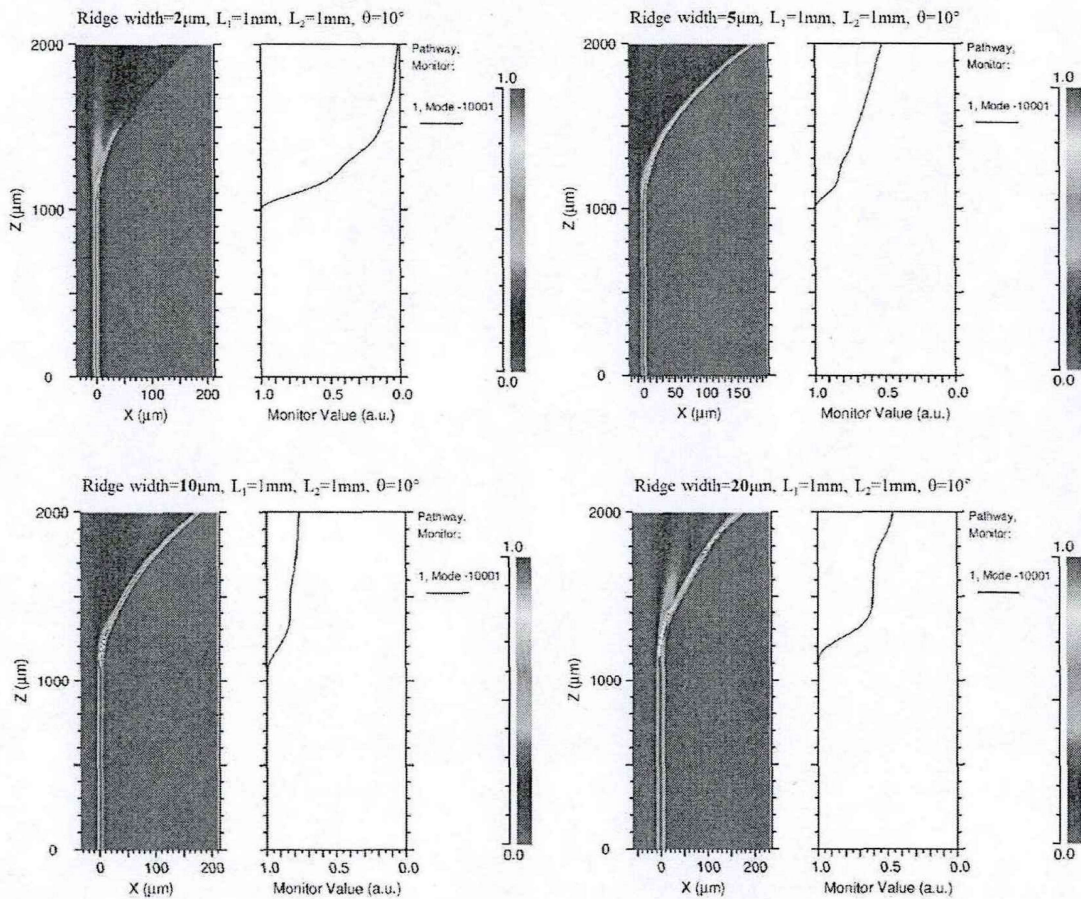 Ridge width=2μm, L₁=1mm, L₂=1mm, θ=10°
Ridge width=5μm, L₁=1mm, L₂=1mm, θ=10°
2000
1000
0
Z (μm)
0 100 200
X (μm)
1.0 0.5 0.0
Monitor Value (a.u.)
Pathway,
Monitor:
1, Mode -10001
1.0
0.0
2000
1000
0
Z (μm)
0 50 100 150
X (μm)
1.0 0.5 0.0
Monitor Value (a.u.)
Pathway,
Monitor:
1, Mode -10001
1.0
0.0
Ridge width=10μm, L₁=1mm, L₂=1mm, θ=10°
Ridge width=20μm, L₁=1mm, L₂=1mm, θ=10°
2000
1000
0
Z (μm)
0 100 200
X (μm)
1.0 0.5 0.0
Monitor Value (a.u.)
Pathway,
Monitor:
1, Mode -10001
1.0
0.0
2000
1000
0
Z (μm)
0 100 200
X (μm)
1.0 0.5 0.0
Monitor Value (a.u.)
Pathway,
Monitor:
1, Mode -10001
1.0
0.0